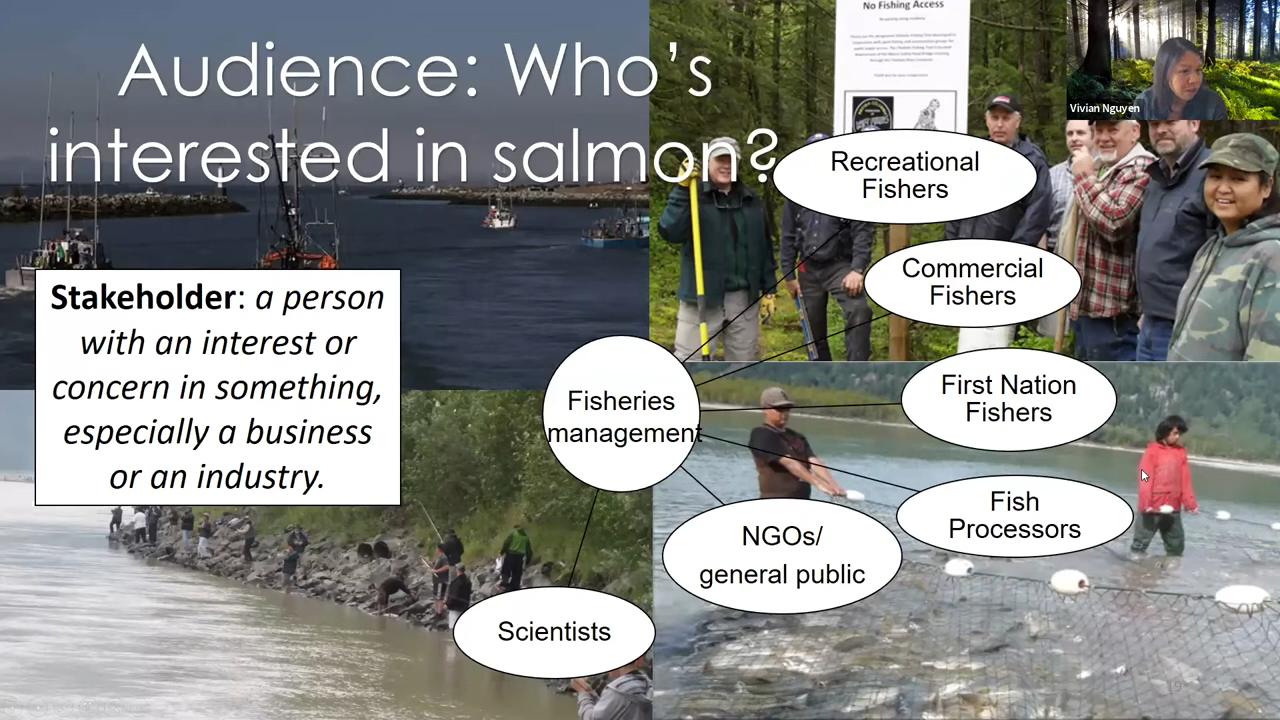 Audience: Who's
interested in salmon?
No Fishing Access
Vivian Nguyen
Recreational
Fishers
Commercial
Fishers
Stakeholder: a person
with an interest or
concern in something,
especially a business
or an industry.
First Nation
Fishers
Fisheries
management
Fish
Processors
NGOs/
general public
Scientists
19